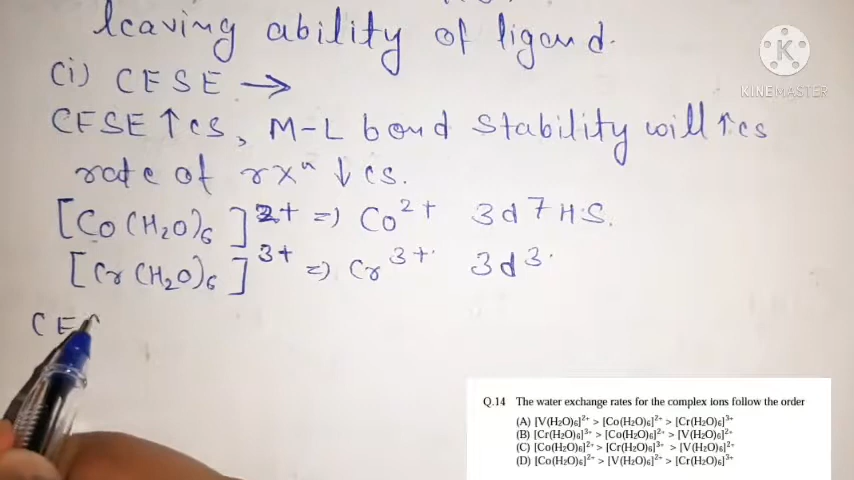 leaving ability of ligand.
K
KINEMASTER
(i) CFSE →
CFSE ↑ cs, M-L bond stability will ↑cs
rate of rxⁿ ↓cs.
[Co(H₂O)₆]²⁺ ⇒ Co²⁺ 3d⁷ H.S.
[Cr(H₂O)₆]³⁺ ⇒ Cr³⁺ 3d³.
CF
Q.14 The water exchange rates for the complex ions follow the order
(A) [V(H₂O)₆]²⁺ > [Co(H₂O)₆]²⁺ > [Cr(H₂O)₆]³⁺
(B) [Cr(H₂O)₆]³⁺ > [Co(H₂O)₆]²⁺ > [V(H₂O)₆]²⁺
(C) [Co(H₂O)₆]²⁺ > [Cr(H₂O)₆]³⁺ > [V(H₂O)₆]²⁺
(D) [Co(H₂O)₆]²⁺ > [V(H₂O)₆]²⁺ > [Cr(H₂O)₆]³⁺